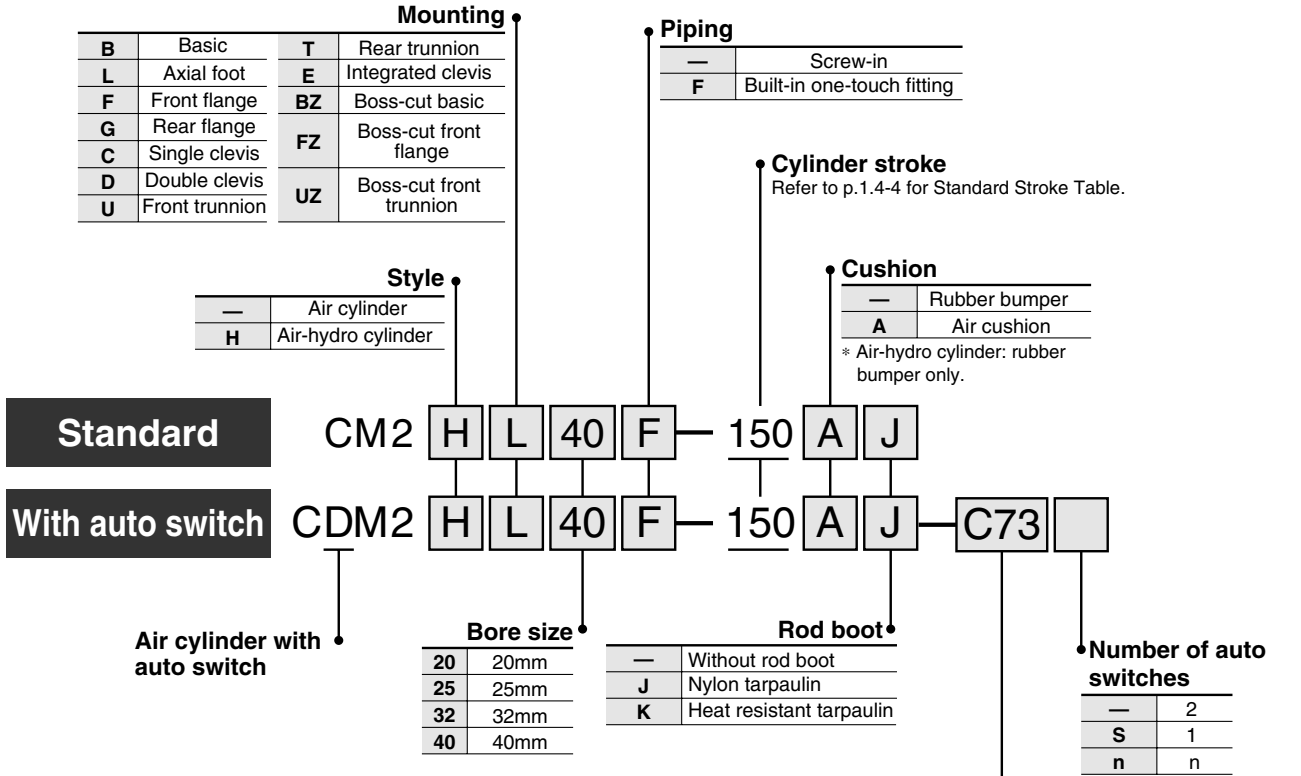 Mounting
B Basic T Rear trunnion
L Axial foot E Integrated clevis
F Front flange BZ Boss-cut basic
G Rear flange FZ Boss-cut front
flange
C Single clevis
D Double clevis UZ Boss-cut front
trunnion
U Front trunnion
Piping
— Screw-in
F Built-in one-touch fitting
Cylinder stroke
Refer to p.1.4-4 for Standard Stroke Table.
Style
— Air cylinder
H Air-hydro cylinder
Cushion
— Rubber bumper
A Air cushion
* Air-hydro cylinder: rubber
bumper only.
Standard CM2 H L 40 F — 150 A J
With auto switch CDM2 H L 40 F — 150 A J — C73
Air cylinder with
auto switch
Bore size
20 20mm
25 25mm
32 32mm
40 40mm
Rod boot
— Without rod boot
J Nylon tarpaulin
K Heat resistant tarpaulin
Number of auto
switches
— 2
S 1
n n